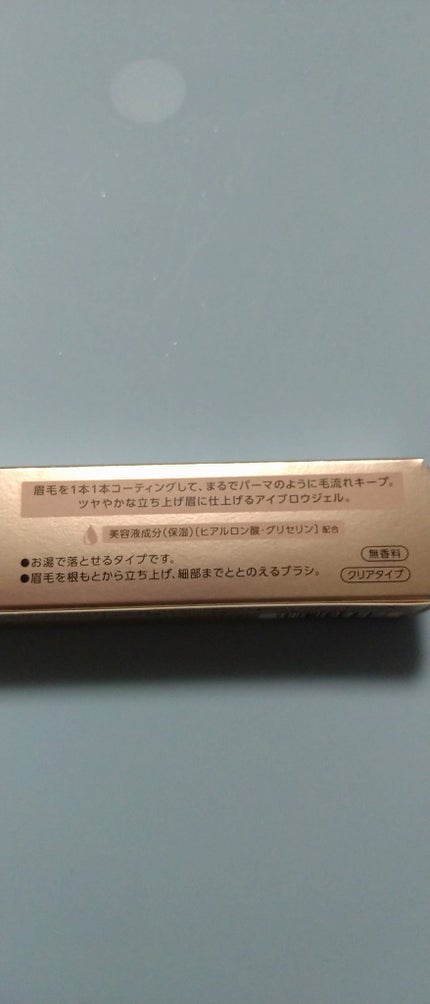 眉毛を1本1本コーティングして、まるでパーマのように毛流れキープ。
ツヤやかな立ち上げ眉に仕上げるアイブロウジェル。
美容液成分(保湿)[ヒアルロン酸・グリセリン]配合
●お湯で落とせるタイプです。
無香料
●眉毛を根もとから立ち上げ、細部までととのえるブラシ。
クリアタイプ